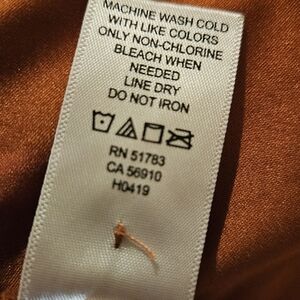 MACHINE WASH COLD
WITH LIKE COLORS
ONLY NON-CHLORINE
BLEACH WHEN
NEEDED
LINE DRY
DO NOT IRON
RN 51783
CA 56910
H0419